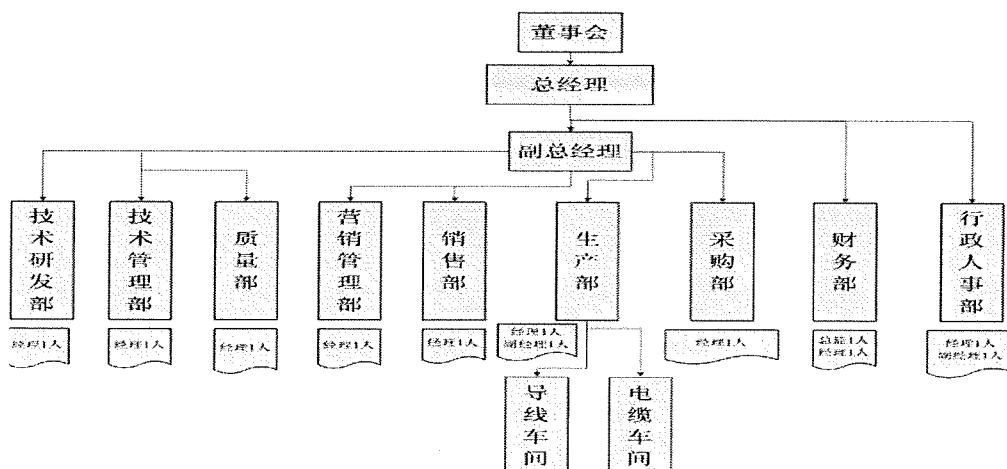 董事会
总经理
副总经理
技术研发部
技术管理部
质量部
营销管理部
销售部
生产部
采购部
财务部
行政人事部
经理1人
经理1人
经理1人
经理1人
经理1人
经理1人
副经理1人
经理1人
总监1人
经理1人
经理1人
副经理1人
导线车间
电缆车间